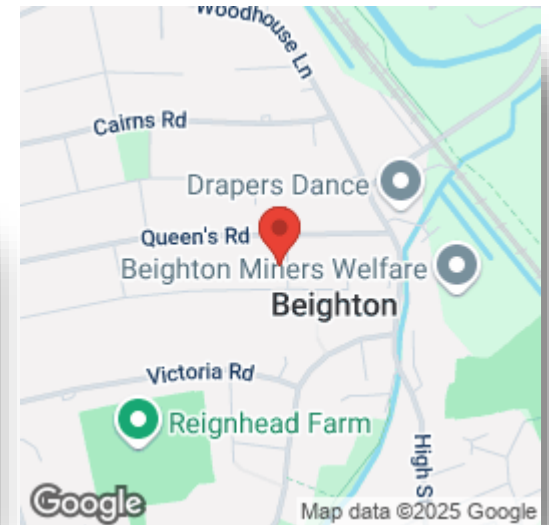 Woodhouse Ln
Cairns Rd
Drapers Dance
Queen's Rd
Beighton Miners Welfare
Beighton
Victoria Rd
Reignhead Farm
High S
Google
Map data ©2025 Google